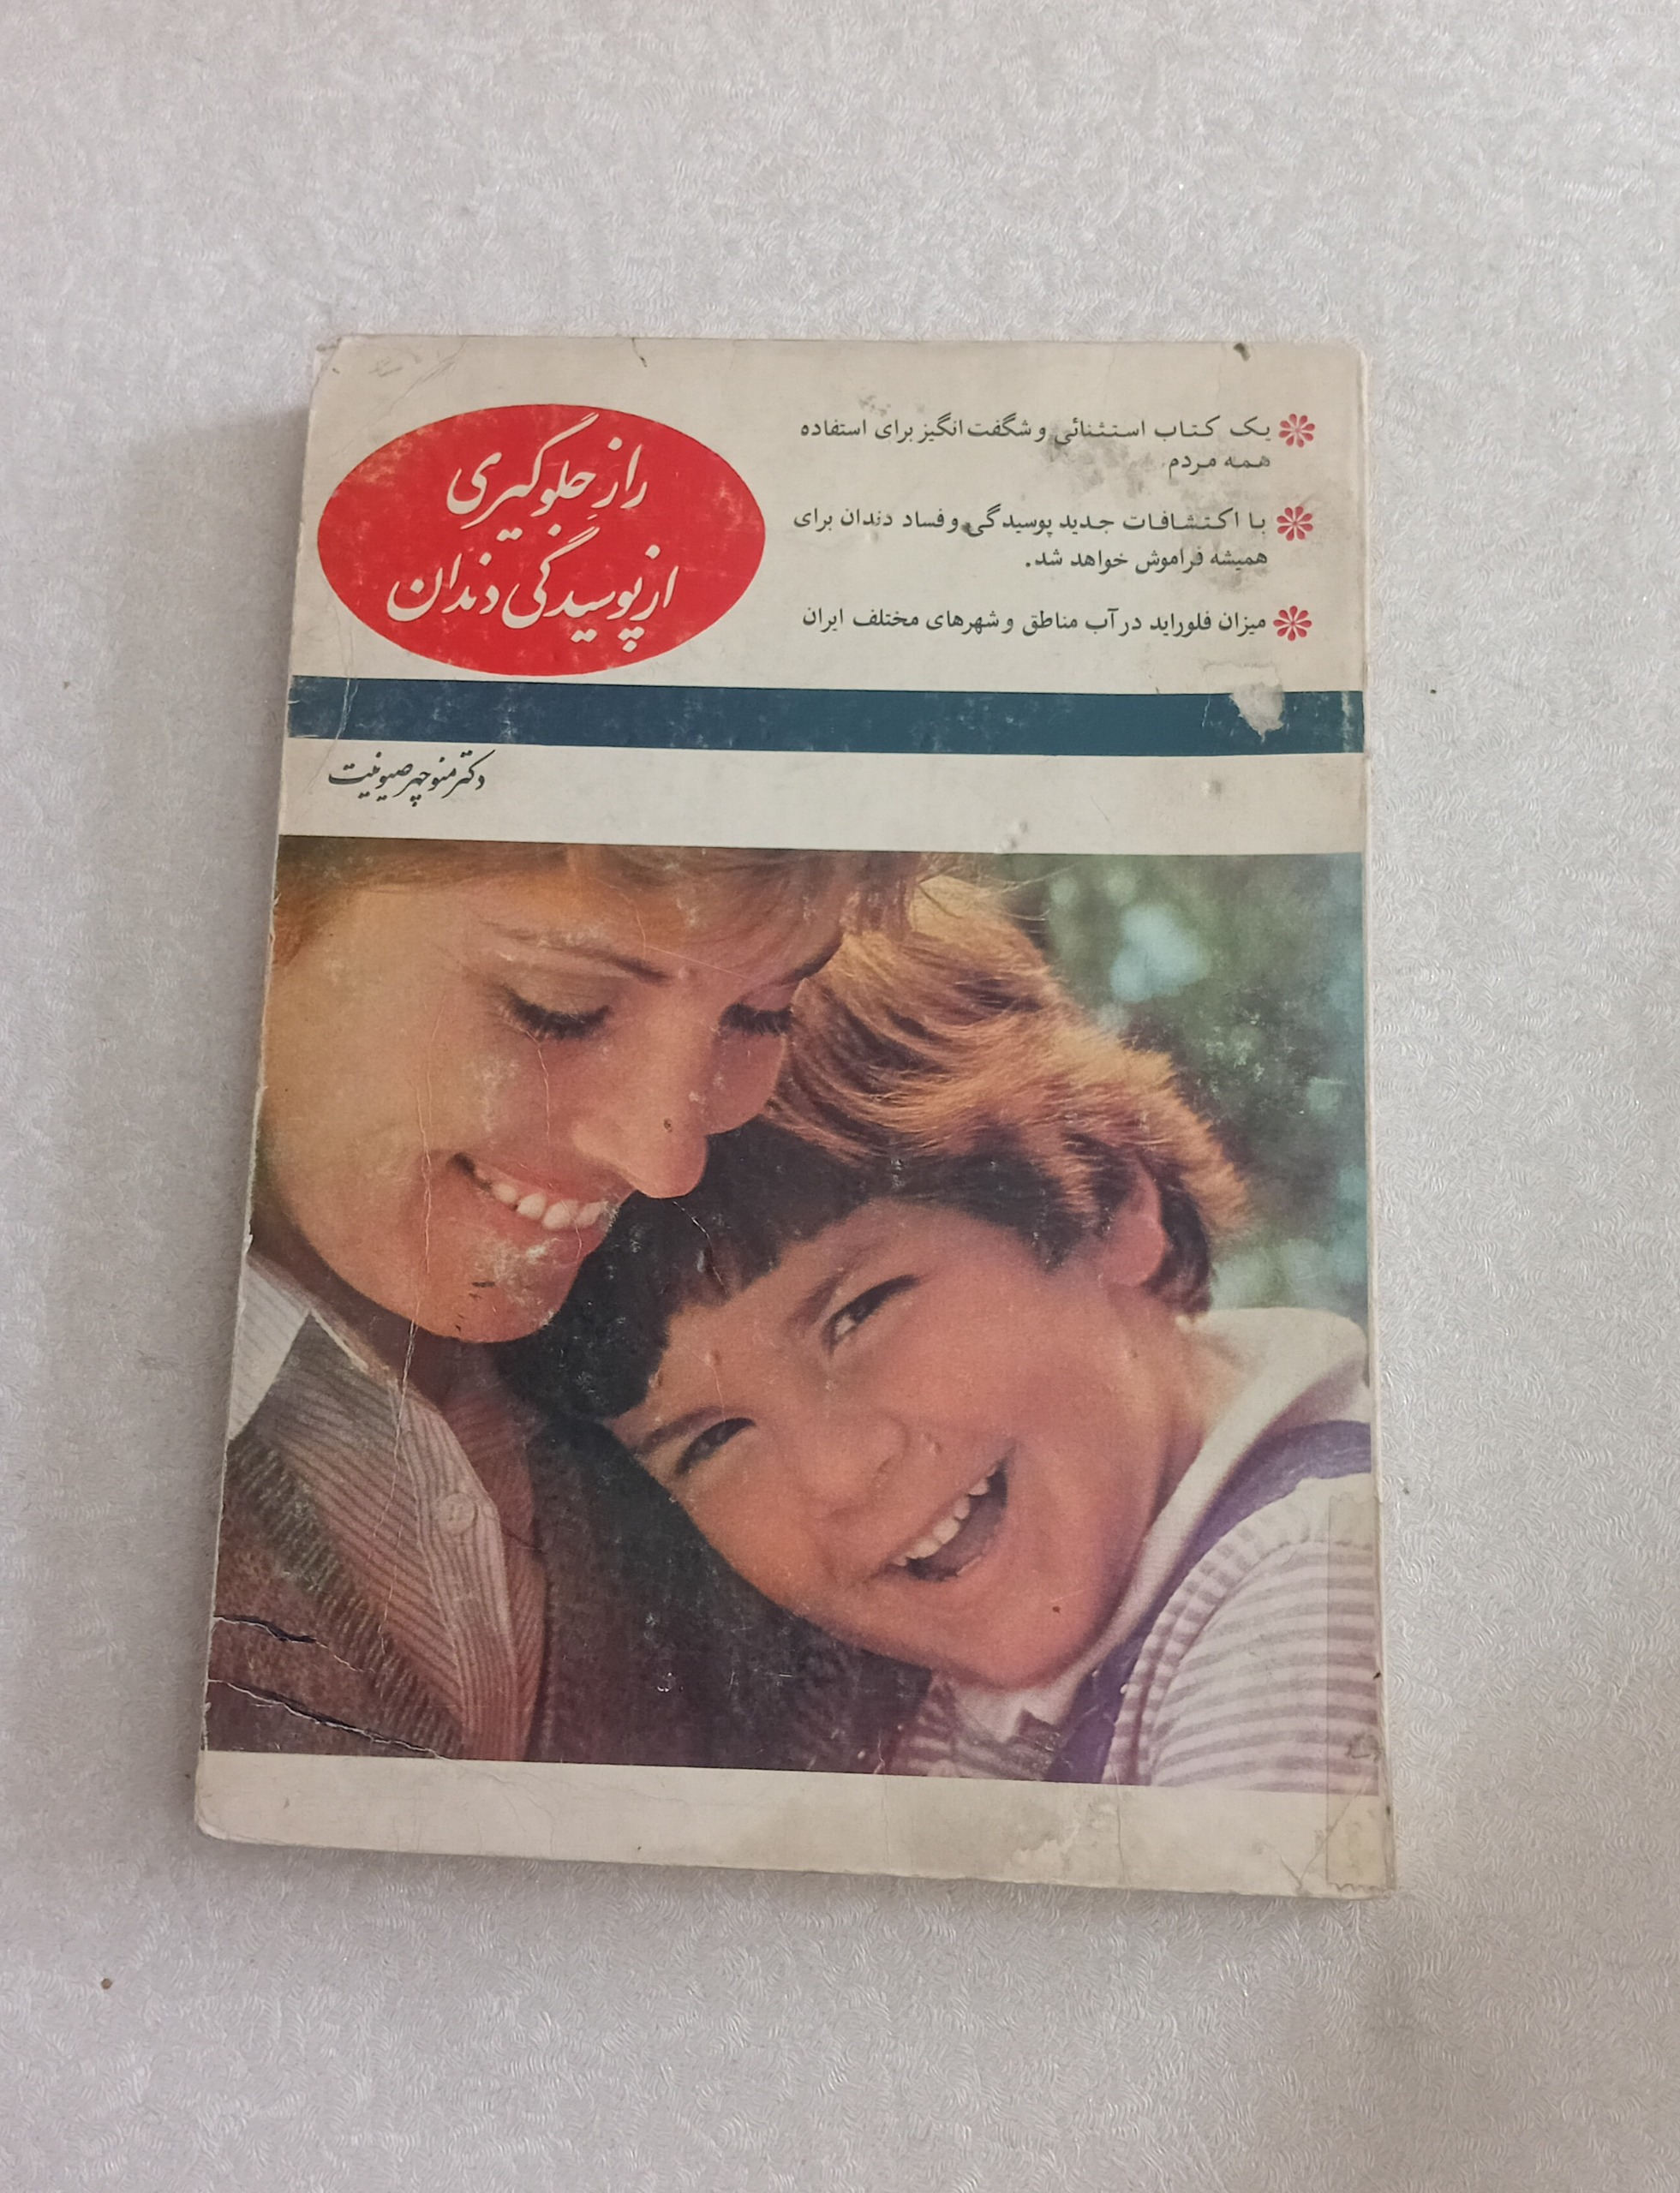 راز جلوگیری
از پوسیدگی دندان
یک کتاب استثنائی و شگفت‌انگیز برای استفاده
همه مردم
با اکتشافات جدید پوسیدگی و فساد دندان برای
همیشه فراموش خواهد شد.
میزان فلوراید در آب مناطق و شهرهای مختلف ایران
دکتر منوچهر صیونیت